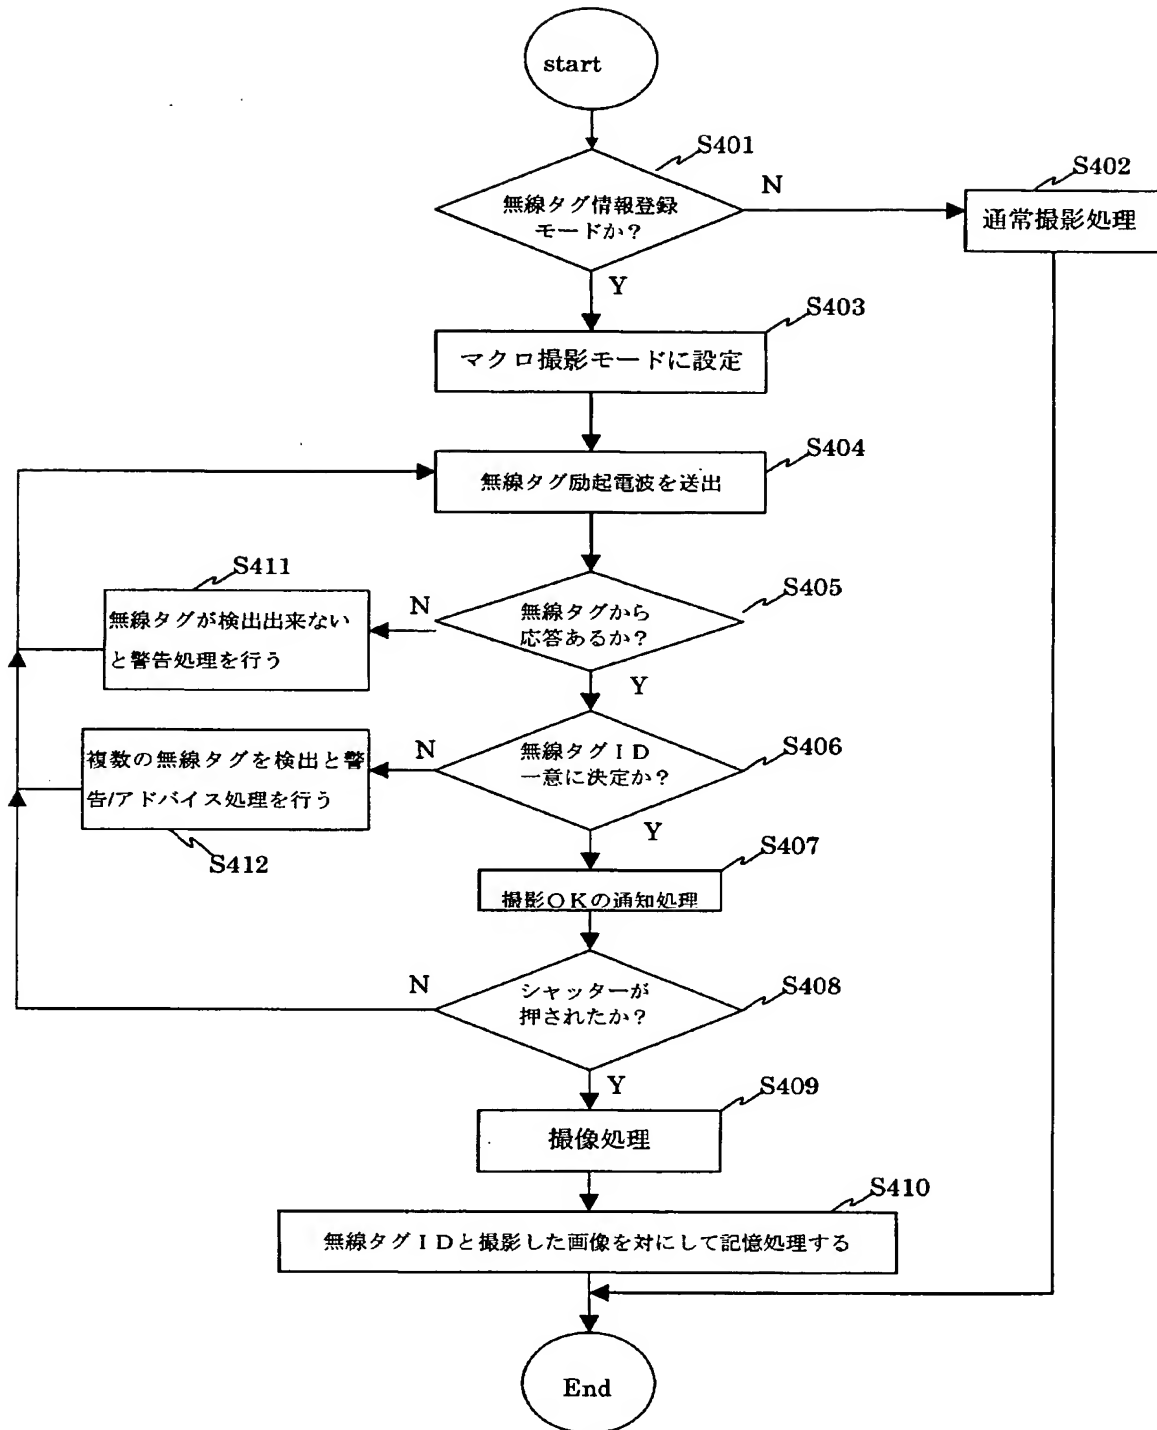 start
S401
無線タグ情報登録
モードか?
N
S402
通常撮影処理
Y
S403
マクロ撮影モードに設定
S404
無線タグ励起電波を送出
S411
無線タグが検出出来ない
と警告処理を行う
N
S405
無線タグから
応答あるか?
Y
複数の無線タグを検出と警
告/アドバイス処理を行う
S412
N
S406
無線タグID
一意に決定か?
Y
S407
撮影OKの通知処理
N
S408
シャッターが
押されたか?
Y
S409
撮像処理
S410
無線タグIDと撮影した画像を対にして記憶処理する
End